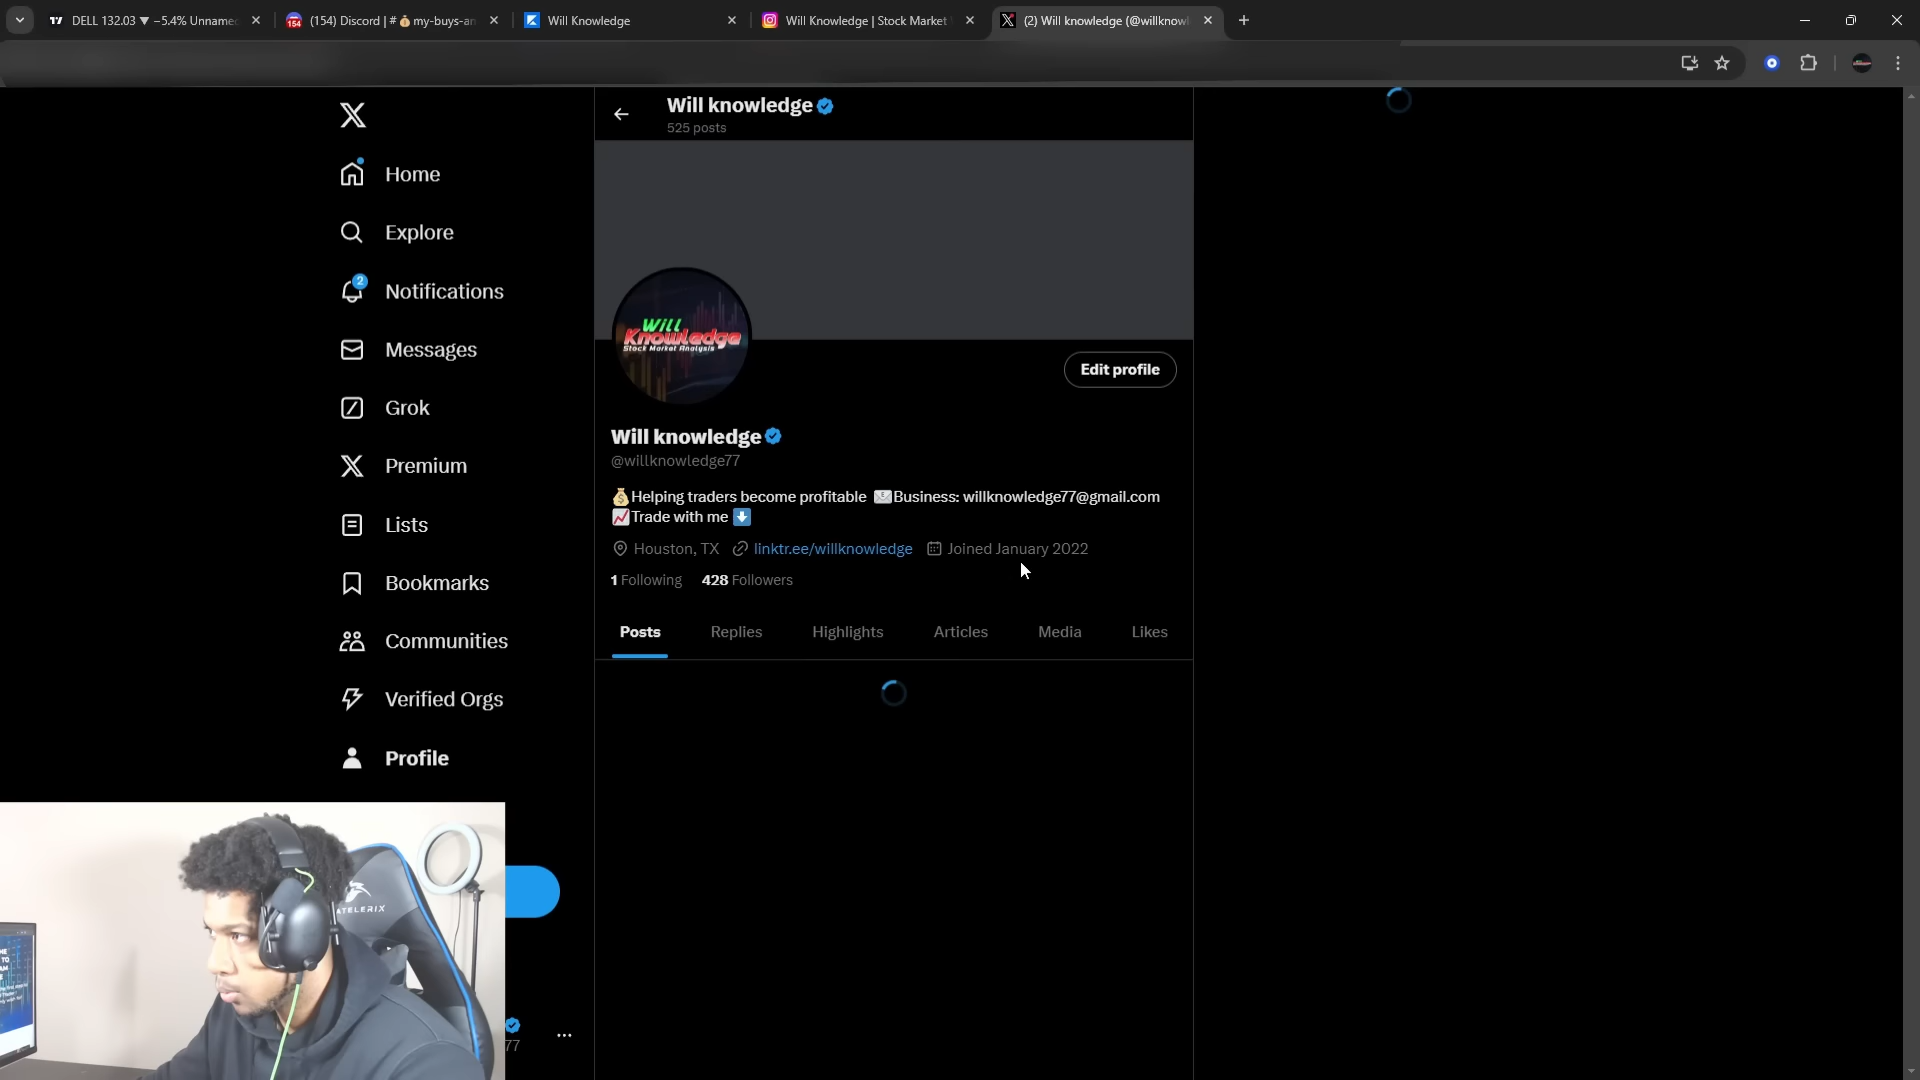 DELL 132.03 ▼ −5.4% Unname
(154) Discord | #💰my-buys-an
Will Knowledge
Will Knowledge | Stock Market
(2) Will knowledge (@willknowl
Will knowledge
525 posts
Home
Explore
2
Notifications
Messages
Grok
Premium
Lists
Bookmarks
Communities
Verified Orgs
Profile
Will
Knowledge
Stock Market Analysis
Edit profile
Will knowledge
@willknowledge77
💰Helping traders become profitable 📧Business: willknowledge77@gmail.com
📈Trade with me ⬇️
Houston, TX linktr.ee/willknowledge Joined January 2022
1 Following 428 Followers
Posts Replies Highlights Articles Media Likes
ATELERIX
77